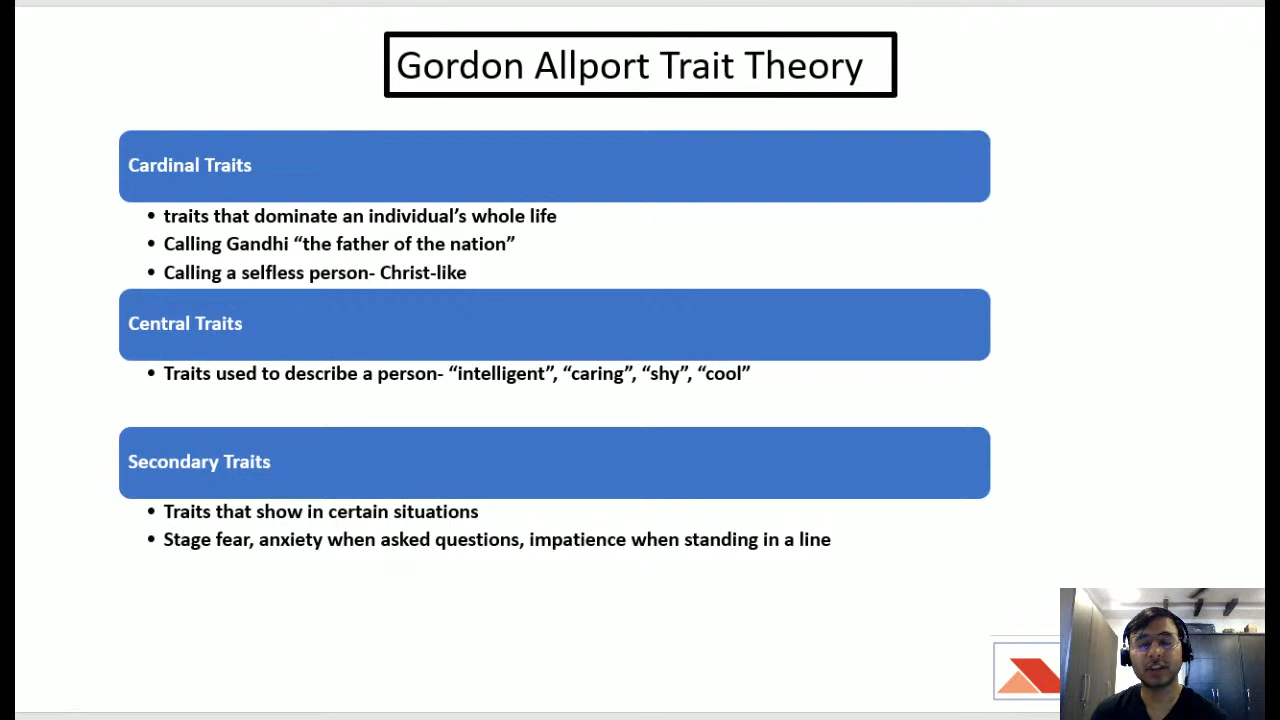 Gordon Allport Trait Theory
Cardinal Traits
• traits that dominate an individual’s whole life
• Calling Gandhi “the father of the nation”
• Calling a selfless person- Christ-like
Central Traits
• Traits used to describe a person- “intelligent”, “caring”, “shy”, “cool”
Secondary Traits
• Traits that show in certain situations
• Stage fear, anxiety when asked questions, impatience when standing in a line